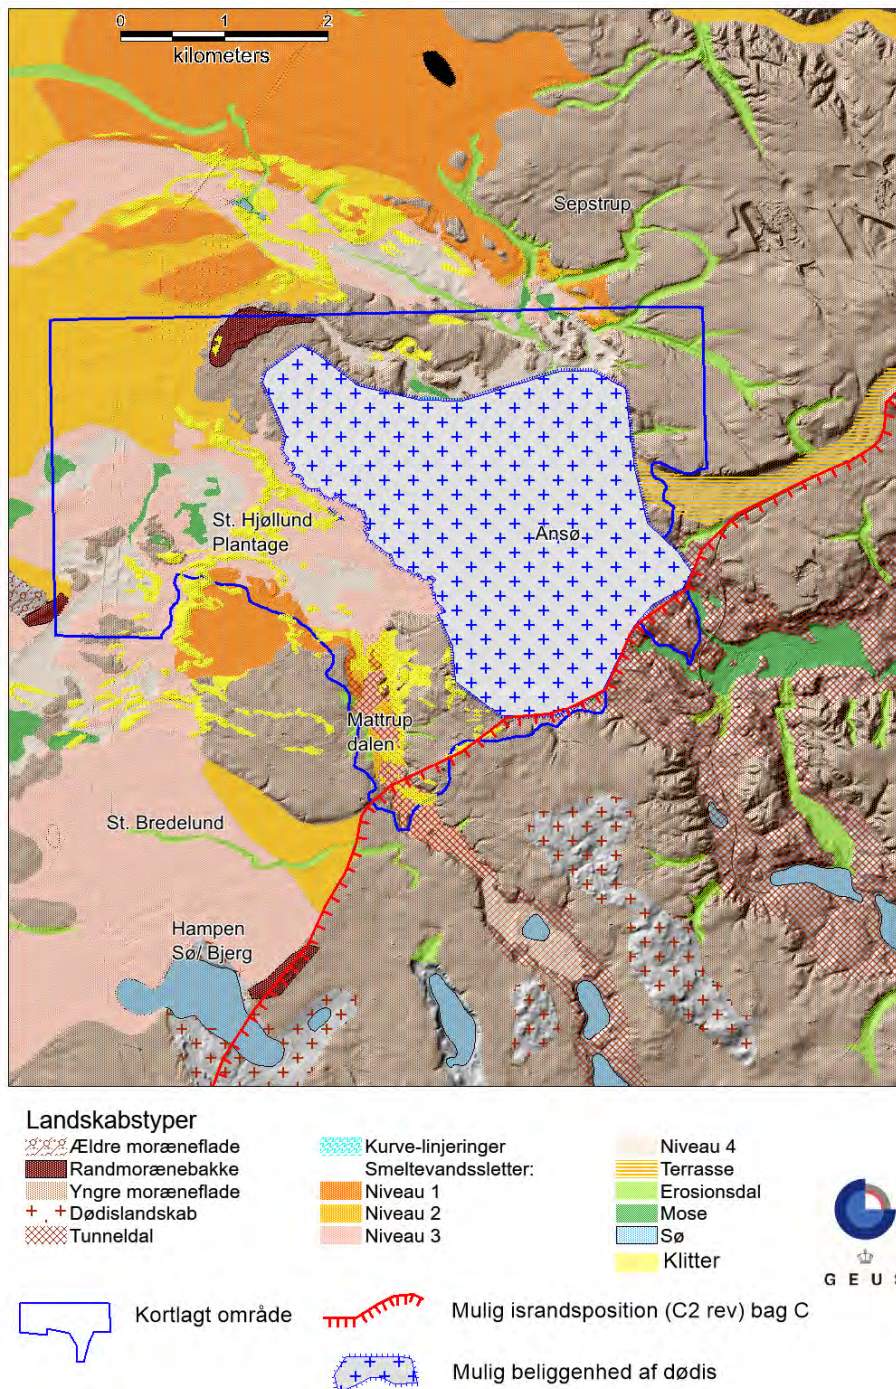 0 1 2
kilometers
Sepstrup
St. Hjøllund
Plantage
Ansø
Mattrup
dalen
St. Bredelund
Hampen
Sø/ Bjerg
Landskabstyper
Ældre moræneflade
Randmorænebakke
Yngre moræneflade
Dødislandskab
Tunneldal
Kurve-linjeringer
Smeltevandssletter:
Niveau 1
Niveau 2
Niveau 3
Niveau 4
Terrasse
Erosionsdal
Mose
Sø
Klitter
G E U S
Kortlagt område
Mulig israndsposition (C2 rev) bag C
Mulig beliggenhed af dødis